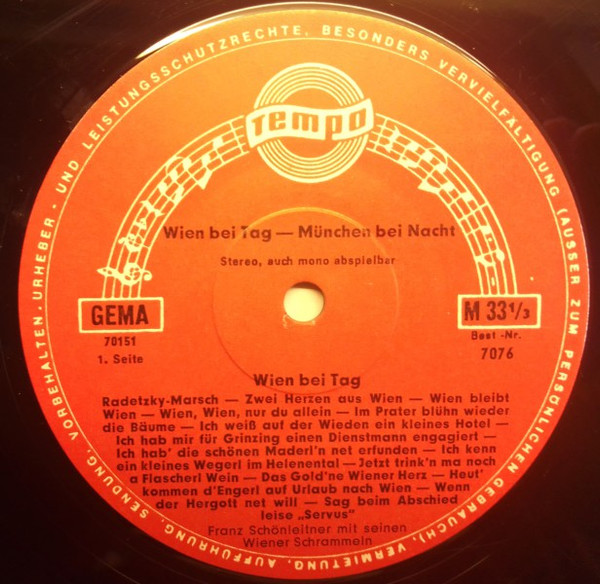 VORBEHALTEN. URHEBER- UND LEISTUNGSSCHUTZRECHTE, BESONDERS VERVIELFÄLTIGUNG (AUSSER ZUM PERSÖNLICHEN GEBRAUCH), VERMIETUNG, AUFFÜHRUNG, SENDUNG,
Tempo
Wien bei Tag — München bei Nacht
Stereo, auch mono abspielbar
GEMA
70151
1. Seite
M 33 1/3
Best-Nr.
7076
Wien bei Tag
Radetzky-Marsch — Zwei Herzen aus Wien — Wien bleibt
Wien — Wien, Wien, nur du allein — Im Prater blühn wieder
die Bäume — Ich weiß auf der Wieden ein kleines Hotel —
Ich hab mir für Grinzing einen Dienstmann engagiert —
Ich hab' die schönen Maderl'n net erfunden — Ich kenn
ein kleines Wegerl im Helenental — Jetzt trink'n ma noch
a Flascherl Wein — Das Gold'ne Wiener Herz — Heut'
kommen d'Engerl auf Urlaub nach Wien — Wenn
der Hergott net will — Sag beim Abschied
leise „Servus"
Franz Schönleitner mit seinen
Wiener Schrammeln